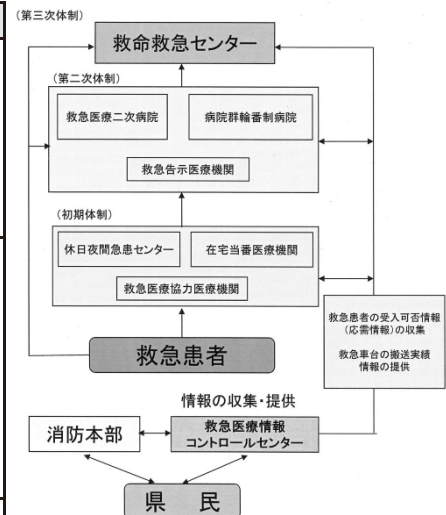 (第三次体制)
救命救急センター
(第二次体制)
救急医療二次病院
病院群輪番制病院
救急告示医療機関
(初期体制)
休日夜間急患センター
在宅当番医療機関
救急医療協力医療機関
救急患者の受入可否情報
(応需情報)の収集
救急車台の搬送実績
情報の提供
救急患者
情報の収集・提供
消防本部
救急医療情報
コントロールセンター
県 民